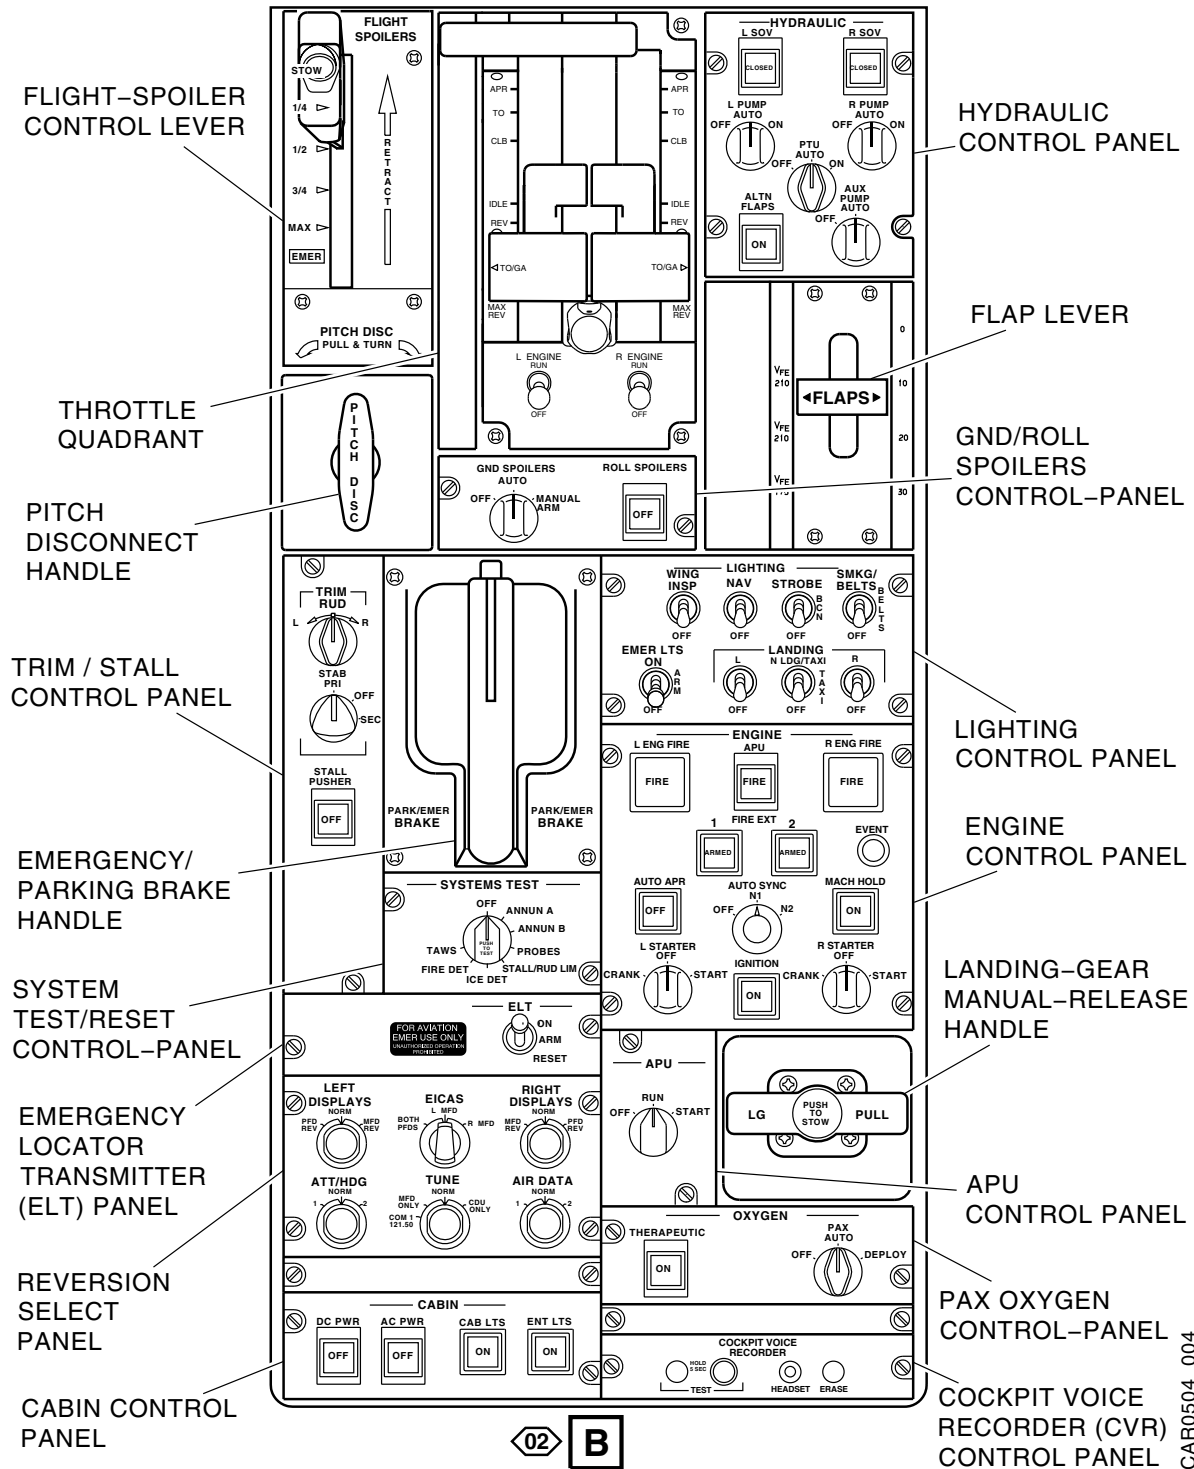 FLIGHT−SPOILER
CONTROL LEVER
THROTTLE
QUADRANT
PITCH
DISCONNECT
HANDLE
TRIM / STALL
CONTROL PANEL
EMERGENCY/
PARKING BRAKE
HANDLE
SYSTEM
TEST/RESET
CONTROL−PANEL
EMERGENCY
LOCATOR
TRANSMITTER
(ELT) PANEL
REVERSION
SELECT
PANEL
CABIN CONTROL
PANEL
FLIGHT
SPOILERS
STOW
1/4
1/2
3/4
MAX
EMER
RETRACT
PITCH DISC
PULL & TURN
PITCH DISC
APR
TO
CLB
IDLE
REV
TO/GA
MAX
REV
APR
TO
CLB
IDLE
REV
TO/GA
MAX
REV
L ENGINE
RUN
OFF
R ENGINE
RUN
OFF
HYDRAULIC
L SOV
R SOV
CLOSED
CLOSED
L PUMP
AUTO
OFF
ON
R PUMP
AUTO
OFF
ON
PTU
AUTO
OFF
ON
ALTN
FLAPS
ON
AUX
PUMP
AUTO
OFF
VFE
210
VFE
210
VFE
0
10
20
30
◄FLAPS►
GND SPOILERS
AUTO
OFF
MANUAL
ARM
ROLL SPOILERS
OFF
TRIM
RUD
L
R
STAB
PRI
OFF
SEC
STALL
PUSHER
OFF
PARK/EMER
BRAKE
PARK/EMER
BRAKE
LIGHTING
WING
INSP
OFF
NAV
OFF
STROBE
BCN
OFF
SMKG/
BELTS
BELTS
OFF
EMER LTS
ON
ARM
OFF
LANDING
L
OFF
N LDG/TAXI
TAXI
OFF
R
OFF
ENGINE
L ENG FIRE
FIRE
APU
FIRE
R ENG FIRE
FIRE
FIRE EXT
1
ARMED
2
ARMED
EVENT
AUTO APR
OFF
AUTO SYNC
N1
OFF
N2
MACH HOLD
ON
L STARTER
OFF
CRANK
START
IGNITION
ON
R STARTER
OFF
CRANK
START
SYSTEMS TEST
OFF
ANNUN A
ANNUN B
PROBES
STALL/RUD LIM
ICE DET
FIRE DET
TAWS
PUSH
TO
TEST
ELT
FOR AVIATION
EMER USE ONLY
UNAUTHORIZED OPERATION
PROHIBITED
ON
ARM
RESET
LEFT
DISPLAYS
NORM
PFD
REV
MFD
REV
EICAS
L MFD
BOTH
PFDS
R MFD
RIGHT
DISPLAYS
NORM
MFD
REV
PFD
REV
ATT/HDG
NORM
1
2
TUNE
NORM
MFD
ONLY
CDU
ONLY
COM 1
121.50
AIR DATA
NORM
1
2
APU
RUN
OFF
START
LG
PUSH
TO
STOW
PULL
OXYGEN
THERAPEUTIC
ON
PAX
AUTO
OFF
DEPLOY
CABIN
DC PWR
OFF
AC PWR
OFF
CAB LTS
ON
ENT LTS
ON
COCKPIT VOICE
RECORDER
HOLD
5 SEC
TEST
HEADSET
ERASE
HYDRAULIC
CONTROL PANEL
FLAP LEVER
GND/ROLL
SPOILERS
CONTROL−PANEL
LIGHTING
CONTROL PANEL
ENGINE
CONTROL PANEL
LANDING−GEAR
MANUAL−RELEASE
HANDLE
APU
CONTROL PANEL
PAX OXYGEN
CONTROL−PANEL
COCKPIT VOICE
RECORDER (CVR)
CONTROL PANEL
02
B
CAR0504_004